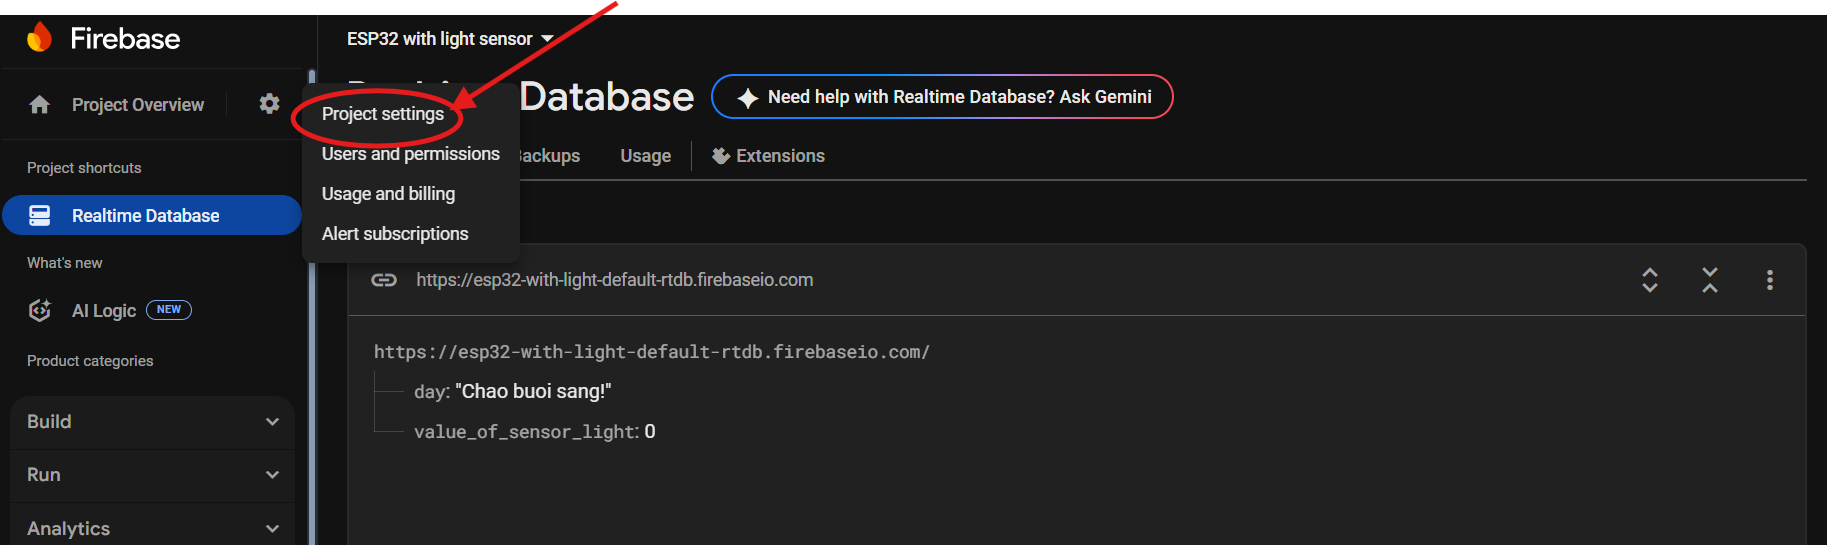 Firebase
ESP32 with light sensor
Project Overview
Project settings
Database
Need help with Realtime Database? Ask Gemini
Users and permissions
Backups
Usage
Extensions
Project shortcuts
Usage and billing
Realtime Database
Alert subscriptions
What's new
https://esp32-with-light-default-rtdb.firebaseio.com
AI Logic NEW
https://esp32-with-light-default-rtdb.firebaseio.com/
Product categories
day: "Chao buoi sang!"
Build
value_of_sensor_light: 0
Run
Analytics